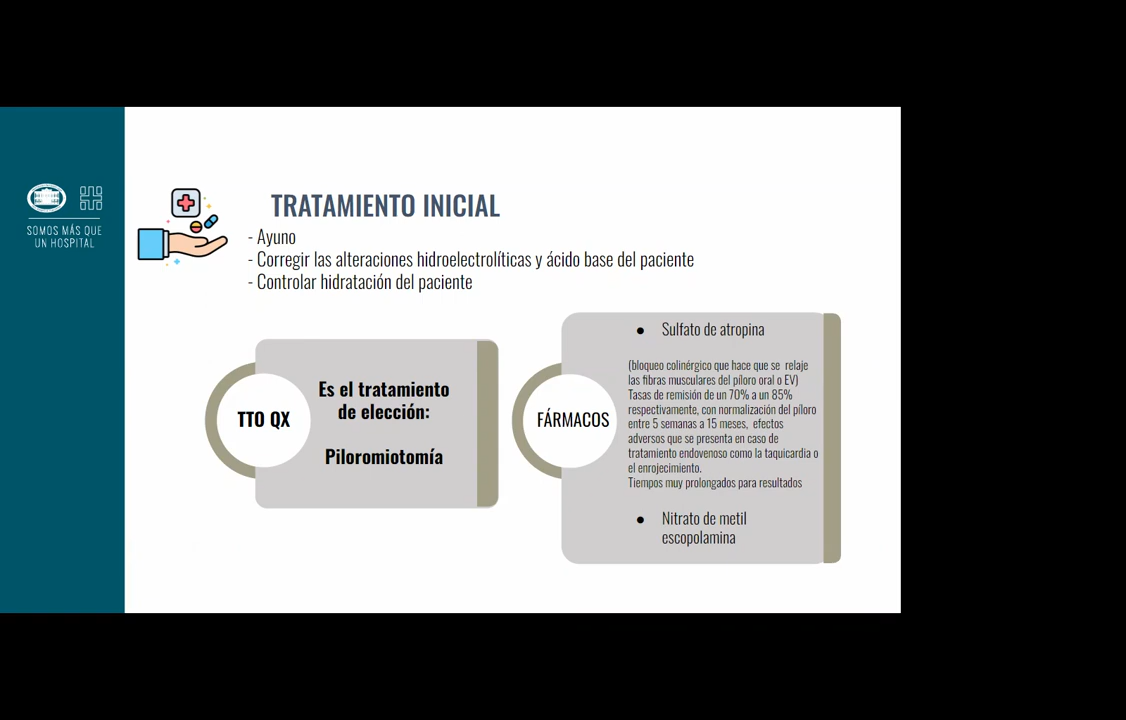 SOMOS MÁS QUE
UN HOSPITAL
TRATAMIENTO INICIAL
- Ayuno
- Corregir las alteraciones hidroelectrolíticas y ácido base del paciente
- Controlar hidratación del paciente
TTO QX
Es el tratamiento
de elección:
Piloromiotomía
FÁRMACOS
● Sulfato de atropina
(bloqueo colinérgico que hace que se relaje
las fibras musculares del píloro oral o EV)
Tasas de remisión de un 70% a un 85%
respectivamente, con normalización del píloro
entre 5 semanas a 15 meses, efectos
adversos que se presenta en caso de
tratamiento endovenoso como la taquicardia o
el enrojecimiento.
Tiempos muy prolongados para resultados
● Nitrato de metil
escopolamina